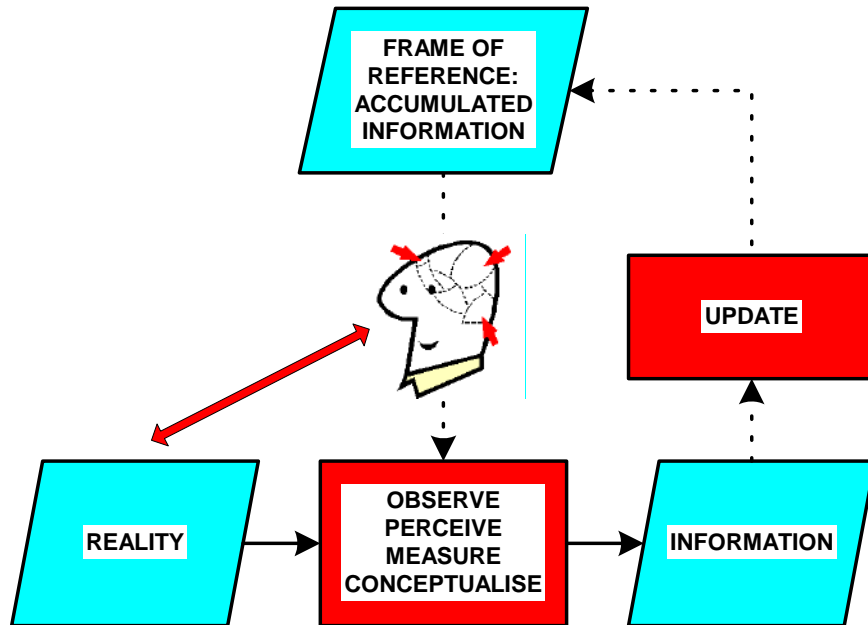 FRAME OF
REFERENCE:
ACCUMULATED
INFORMATION
UPDATE
REALITY
OBSERVE
PERCEIVE
MEASURE
CONCEPTUALISE
INFORMATION